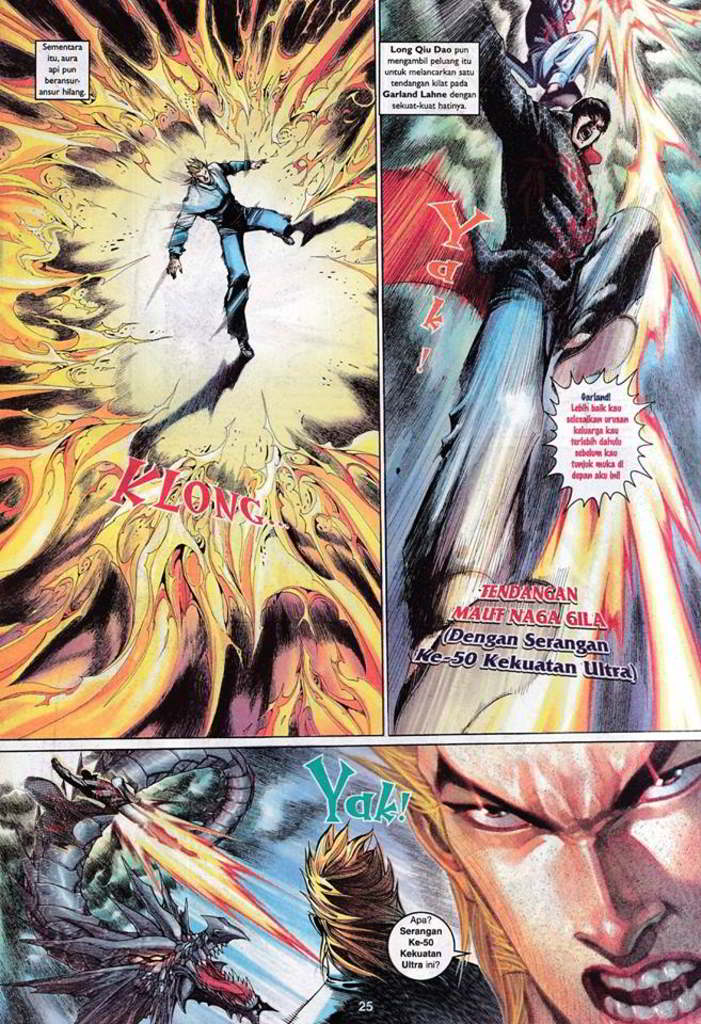 Sementara
itu, aura
api pun
beransur-
ansur hilang.
KLONG...
Long Qiu Dao pun
mengambil peluang itu
untuk melancarkan satu
tendangan kilat pada
Garland Lahne dengan
sekuat-kuat hatinya.
Yak!
Garland!
Lebih baik kau
selesaikan urusan
keluarga kau
terlebih dahulu
sebelum kau
tunjuk muka di
depan aku ini!
TENDANGAN
MAUT NAGA GILA
(Dengan Serangan
Ke-50 Kekuatan Ultra)
Yak!
Apa?
Serangan
Ke-50
Kekuatan
Ultra ini?
25